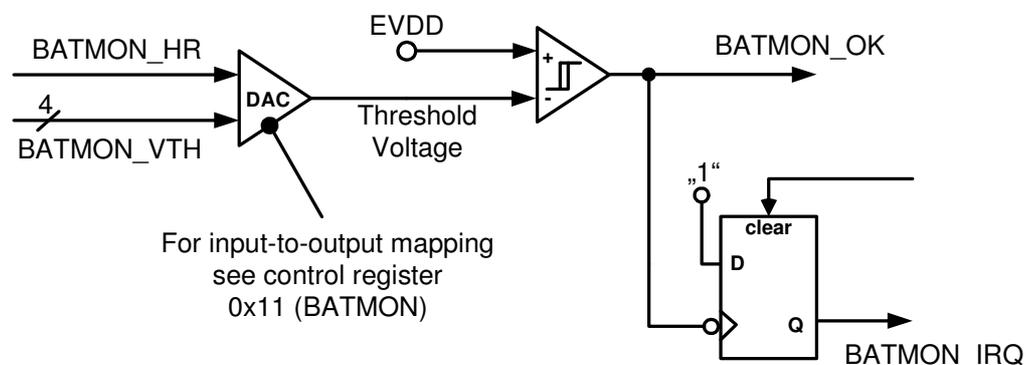 EVDD
BATMON_HR
BATMON_OK
+
DAC
4
-
Threshold
Voltage
BATMON_VTH
„1“
clear
For input-to-output mapping
see control register
0x11 (BATMON)
D
Q
BATMON_IRQ